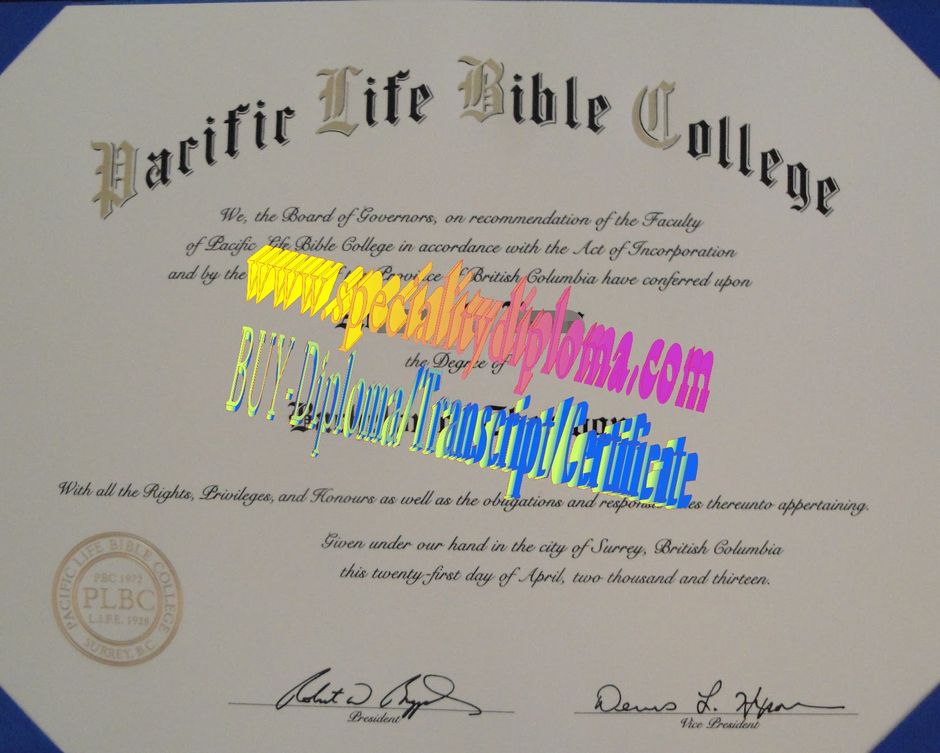 Pacific Life Bible College
We, the Board of Governors, on recommendation of the Faculty
of Pacific Life Bible College in accordance with the Act of Incorporation
and by the of the Province of British Columbia have conferred upon
www.specialitydiploma.com
the Degree of
BUY-Diploma/Transcript/Certificate
With all the Rights, Privileges, and Honours as well as the obligations and thereunto appertaining.
Given under our hand in the city of Surrey, British Columbia
this twenty-first day of April, two thousand and thirteen.
PACIFIC LIFE BIBLE COLLEGE
PBC 1972
PLBC
L.I.F.E. 1928
SURREY, B.C.
President
Vice President